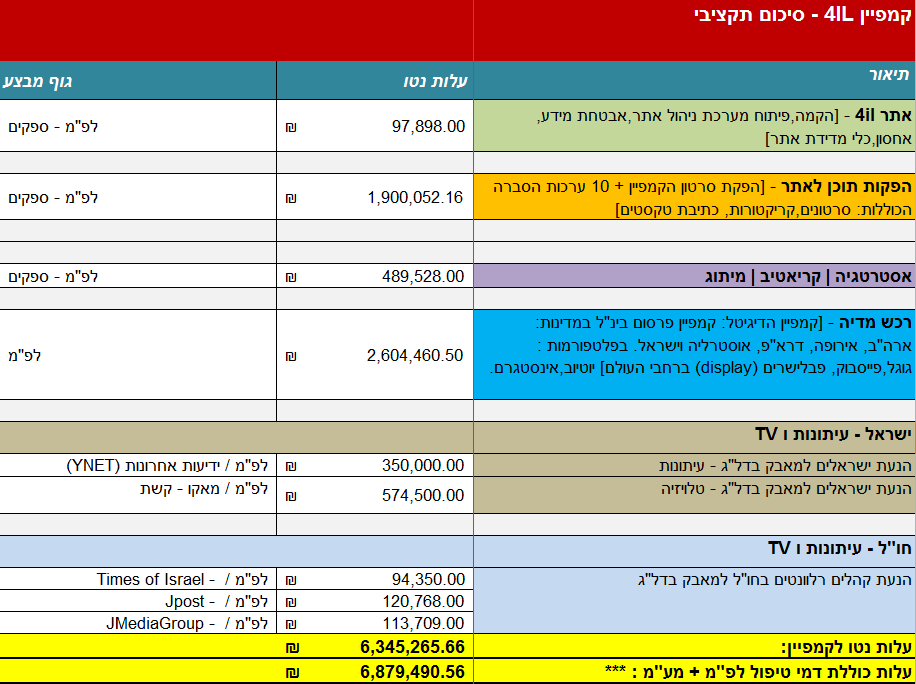 קמפיין 4IL - סיכום תקציבי
תיאור עלות נטו גוף מבצע
אתר 4il - [הקמה,פיתוח מערכת ניהול אתר,אבטחת מידע,
אחסון,כלי מדידת אתר] 97,898.00 ₪ לפ"מ - ספקים
הפקות תוכן לאתר - [הפקת סרטון הקמפיין + 10 ערכות הסברה
הכוללות: סרטונים,קריקטורות, כתיבת טקסטים] 1,900,052.16 ₪ לפ"מ - ספקים
אסטרטגיה | קריאטיב | מיתוג 489,528.00 ₪ לפ"מ - ספקים
רכש מדיה - [קמפיין הדיגיטל: קמפיין פרסום בינ"ל במדינות:
ארה"ב, אירופה, דרא"פ, אוסטרליה וישראל. בפלטפורמות :
גוגל,פייסבוק, פבלישרים (display) ברחבי העולם] יוטיוב,אינסטגרם. 2,604,460.50 ₪ לפ"מ
ישראל - עיתונות ו TV
הנעת ישראלים למאבק בדל"ג - עיתונות 350,000.00 ₪ לפ"מ / ידיעות אחרונות (YNET)
הנעת ישראלים למאבק בדל"ג - טלויזיה 574,500.00 ₪ לפ"מ / מאקו - קשת
חו"ל - עיתונות ו TV
הנעת קהלים רלוונטים בחו"ל למאבק בדל"ג 94,350.00 ₪ לפ"מ / - Times of Israel
120,768.00 ₪ לפ"מ / - Jpost
113,709.00 ₪ לפ"מ / - JMediaGroup
עלות נטו לקמפיין: 6,345,265.66 ₪
עלות כוללת דמי טיפול לפ"מ + מע"מ : *** 6,879,490.56 ₪